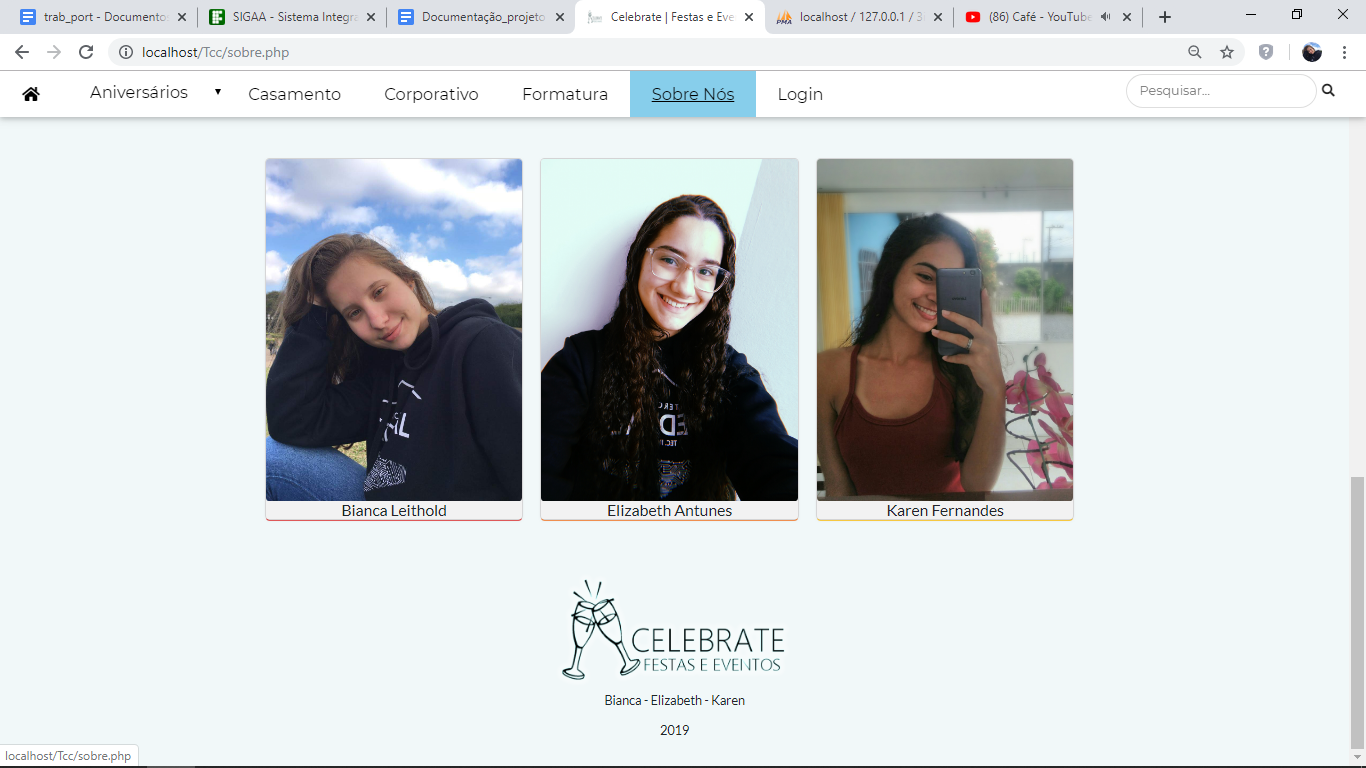 trab_port - Documento
SIGAA - Sistema Integra
Documentação_projeto
Celebrate | Festas e Eve
localhost / 127.0.0.1 / 3
(86) Café - YouTube
localhost/Tcc/sobre.php
Aniversários ▼
Casamento
Corporativo
Formatura
Sobre Nós
Login
Pesquisar...
Bianca Leithold
Elizabeth Antunes
Karen Fernandes
CELEBRATE
FESTAS E EVENTOS
Bianca - Elizabeth - Karen
2019
localhost/Tcc/sobre.php